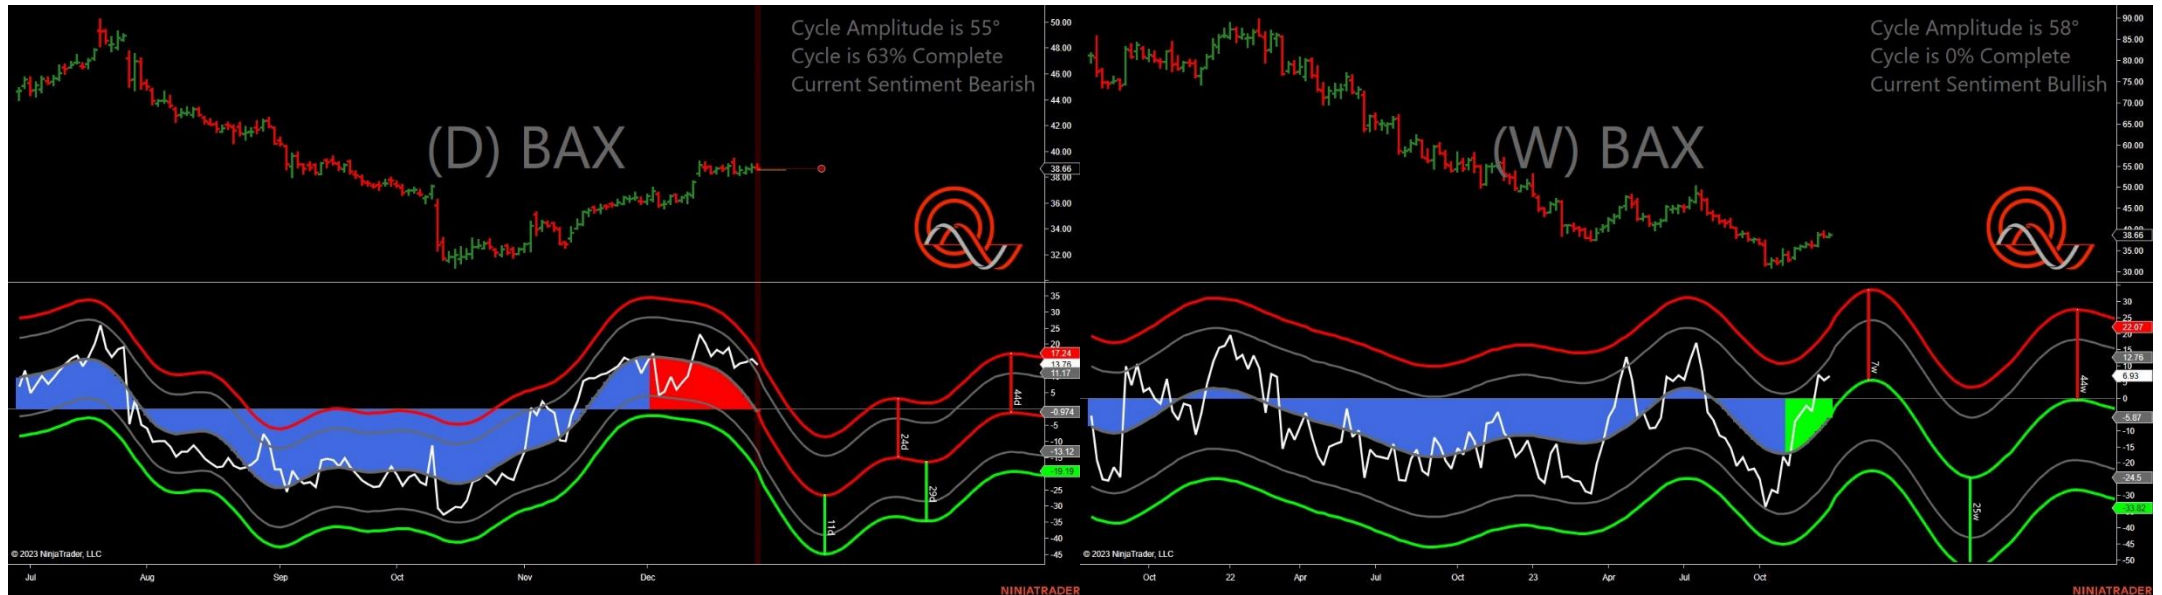 Cycle Amplitude is 55°
Cycle is 63% Complete
Current Sentiment Bearish
(D) BAX
50.00
48.00
46.00
44.00
42.00
40.00
38.66
38.00
36.00
34.00
32.00
35
30
25
20
17.24
13.76
11.17
5
-0.974
-5
-10
-13.12
-19.19
-25
-30
-35
-40
-45
44d
24d
29d
11d
© 2023 NinjaTrader, LLC
Jul Aug Sep Oct Nov Dec
NINJATRADER
Cycle Amplitude is 58°
Cycle is 0% Complete
Current Sentiment Bullish
(W) BAX
90.00
85.00
80.00
75.00
70.00
65.00
60.00
55.00
50.00
45.00
38.66
35.00
30.00
30
22.07
15
12.76
6.93
0
-5.87
-10
-15
-20
-24.5
-30
-33.82
-40
-45
-50
7w
44w
25w
© 2023 NinjaTrader, LLC
Oct 22 Apr Jul Oct 23 Apr Jul Oct
NINJATRADER